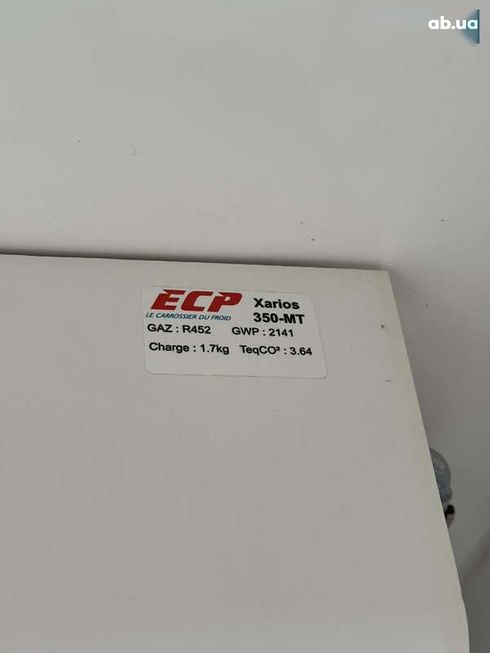 ab.ua
ECP Xarios
LE CARROSSIER DU FROID 350-MT
GAZ : R452 GWP : 2141
Charge : 1.7kg TeqCO² : 3.64